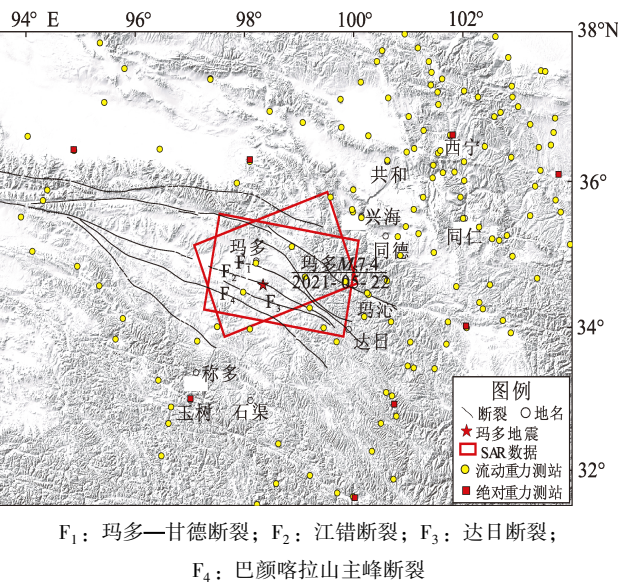 94° E 98° 100° 102° 38°N
西宁
共和
36°
兴海
同仁
玛多
同德
F₁
玛多M 7.4
F₂
2021-05-22
F₄
F₃
玛沁
34°
达日
称多
玉树 石渠
图例
断裂 地名
玛多地震
SAR 数据
流动重力测站
绝对重力测站
32°
F₁：玛多—甘德断裂；F₂：江错断裂；F₃：达日断裂；
F₄：巴颜喀拉山主峰断裂